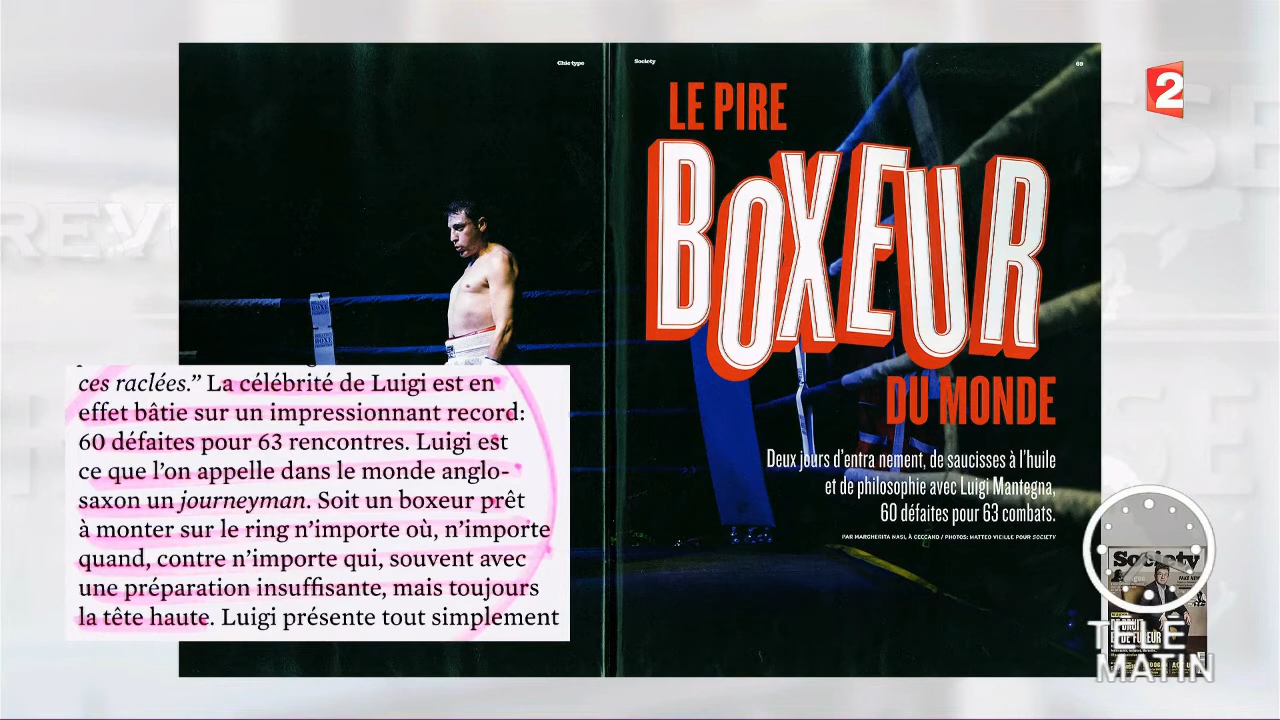 Chic type
Society
69
2
LE PIRE
BOXEUR
DU MONDE
Deux jours d'entra nement, de saucisses à l'huile
et de philosophie avec Luigi Mantegna,
60 défaites pour 63 combats.
PAR MARGHERITA NASI, À CECCANO / PHOTOS: MATTEO VIEILLE POUR SOCIETY
ces raclées.” La célébrité de Luigi est en
effet bâtie sur un impressionnant record:
60 défaites pour 63 rencontres. Luigi est
ce que l’on appelle dans le monde anglo-
saxon un journeyman. Soit un boxeur prêt
à monter sur le ring n’importe où, n’importe
quand, contre n’importe qui, souvent avec
une préparation insuffisante, mais toujours
la tête haute. Luigi présente tout simplement
Society
TÉLÉ
MATIN